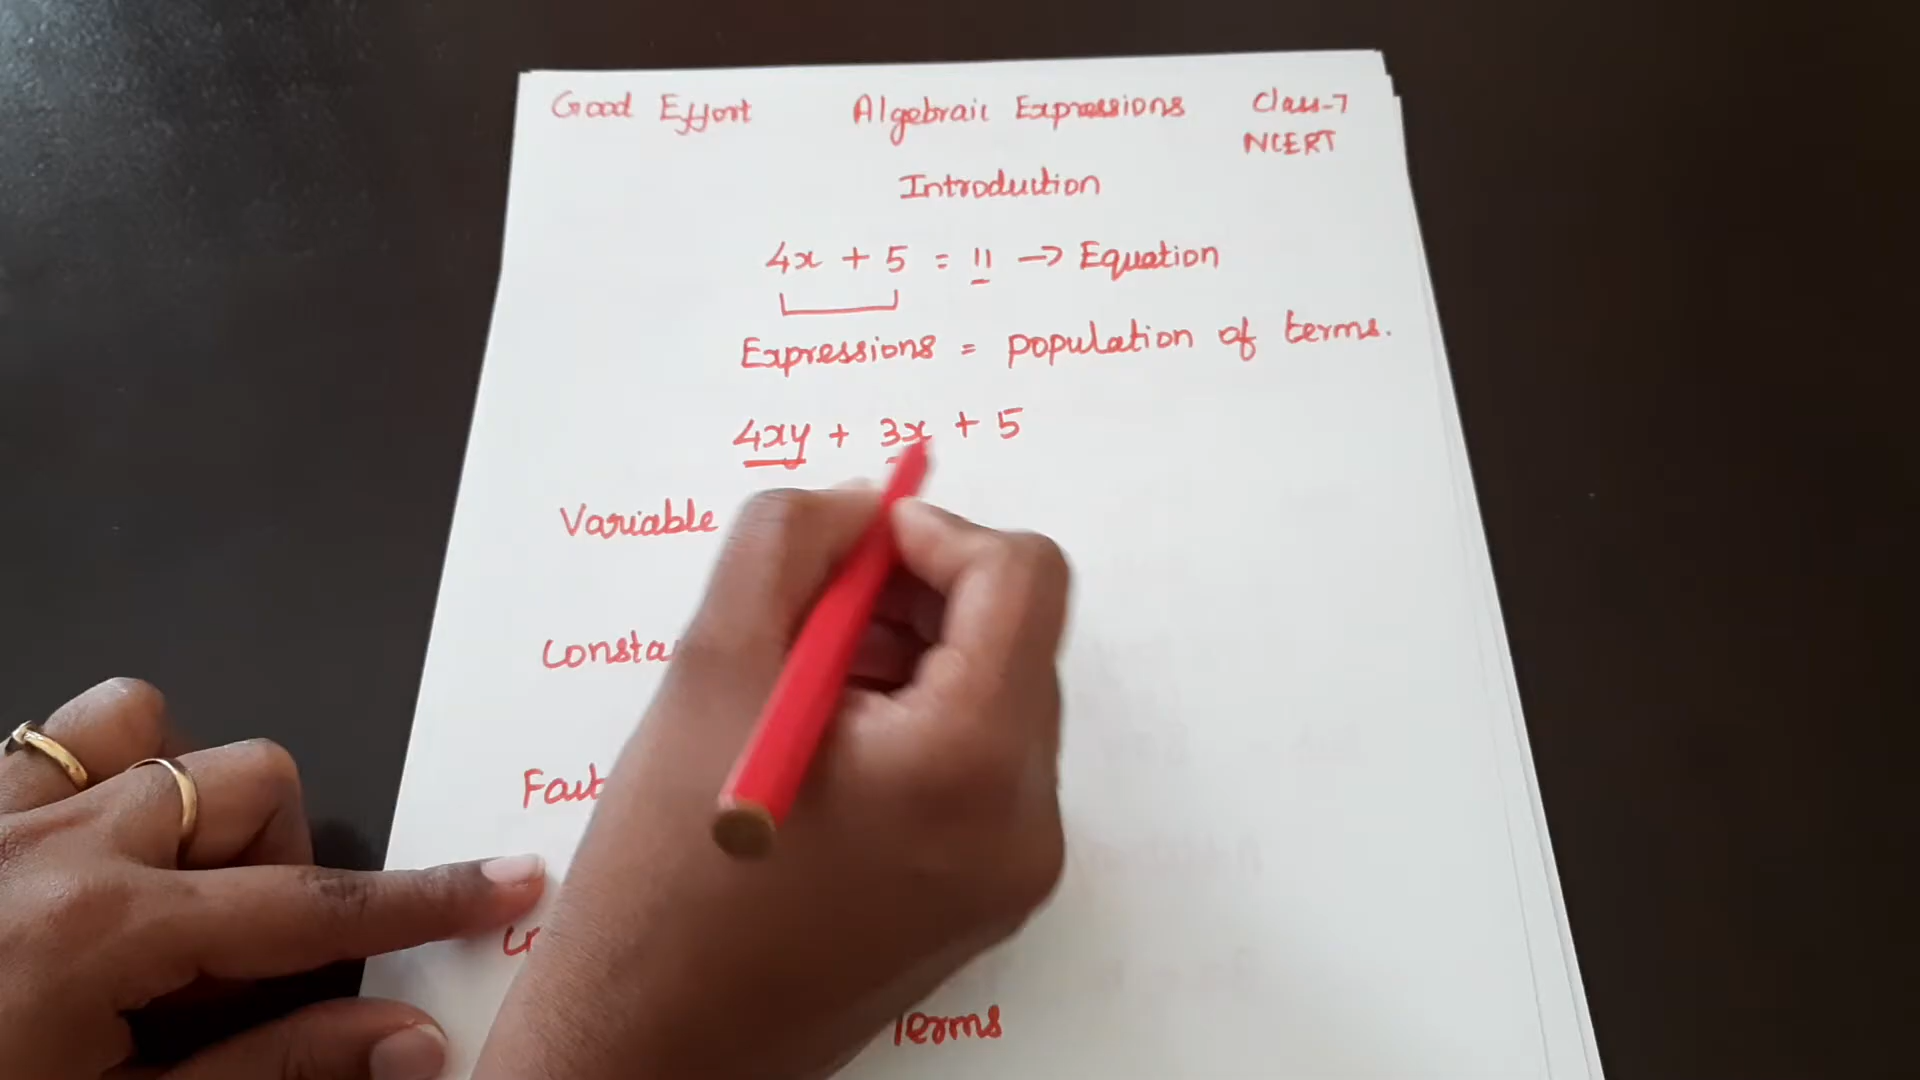 Good Effort Algebraic Expressions Class-7
NCERT
Introduction
4x + 5 = 11 → Equation
Expressions = population of terms.
4xy + 3x + 5
Variable
Terms